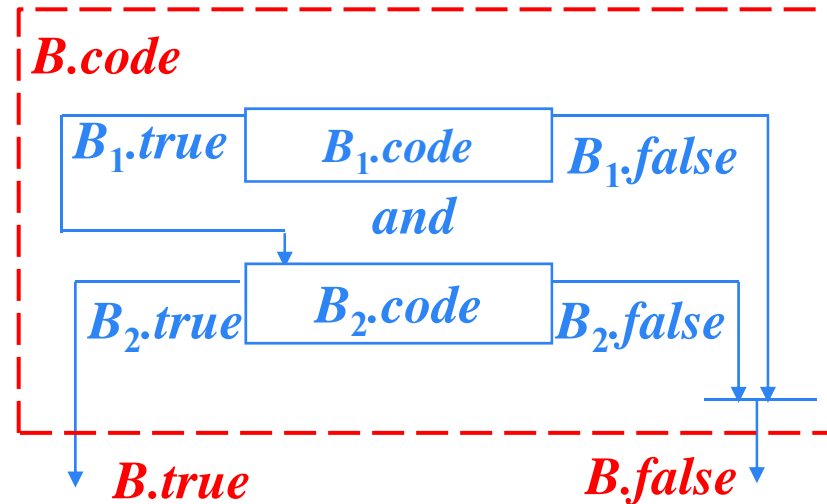 B.code
B₁.true B₁.code B₁.false
and
B₂.true B₂.code B₂.false
B.true B.false